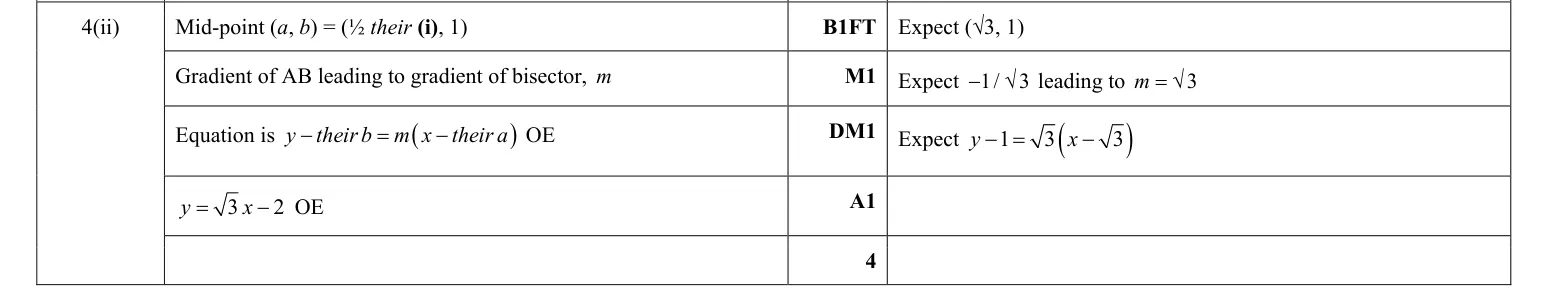 4(ii) Mid-point (a, b) = (½ their (i), 1) B1FT Expect (√3, 1)
Gradient of AB leading to gradient of bisector, m M1 Expect −1/ √3 leading to m = √3
Equation is y − their b = m(x − their a) OE DM1 Expect y − 1 = √3(x − √3)
y = √3 x − 2 OE A1
4